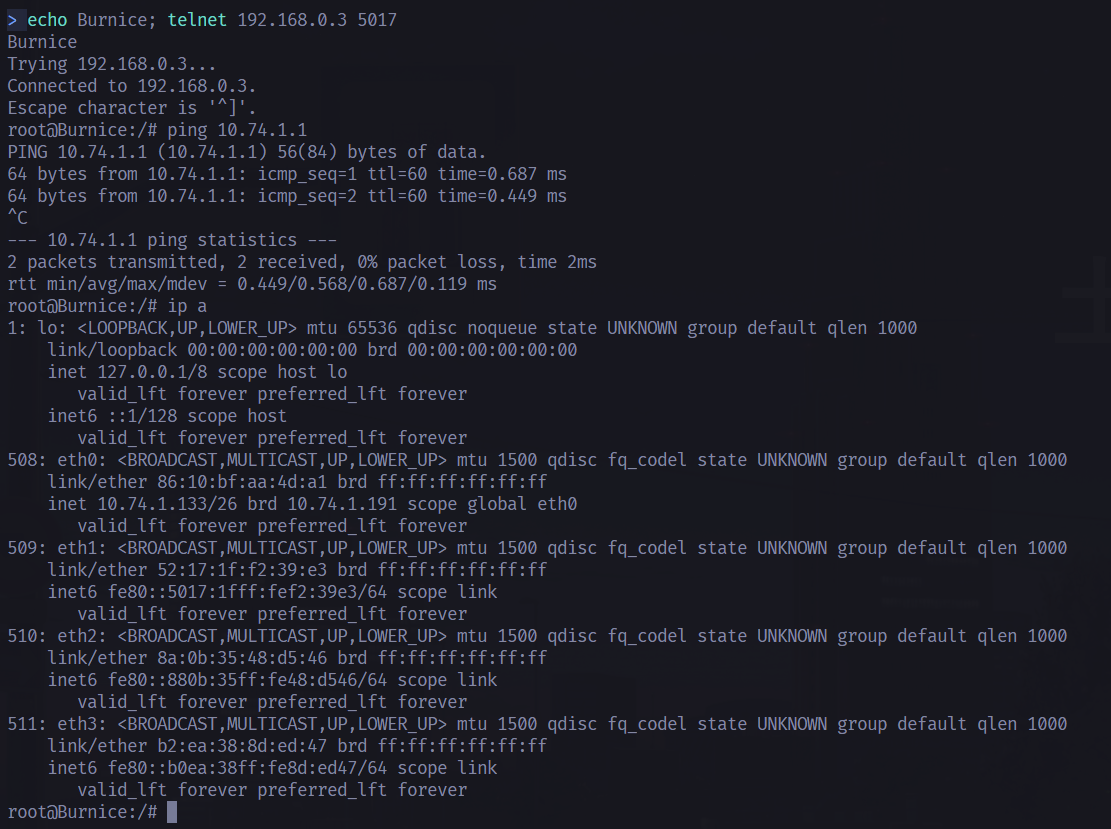 > echo Burnice; telnet 192.168.0.3 5017
Burnice
Trying 192.168.0.3...
Connected to 192.168.0.3.
Escape character is '^]'.
root@Burnice:/# ping 10.74.1.1
PING 10.74.1.1 (10.74.1.1) 56(84) bytes of data.
64 bytes from 10.74.1.1: icmp_seq=1 ttl=60 time=0.687 ms
64 bytes from 10.74.1.1: icmp_seq=2 ttl=60 time=0.449 ms
^C
--- 10.74.1.1 ping statistics ---
2 packets transmitted, 2 received, 0% packet loss, time 2ms
rtt min/avg/max/mdev = 0.449/0.568/0.687/0.119 ms
root@Burnice:/# ip a
1: lo: <LOOPBACK,UP,LOWER_UP> mtu 65536 qdisc noqueue state UNKNOWN group default qlen 1000
    link/loopback 00:00:00:00:00:00 brd 00:00:00:00:00:00
    inet 127.0.0.1/8 scope host lo
       valid_lft forever preferred_lft forever
    inet6 ::1/128 scope host
       valid_lft forever preferred_lft forever
508: eth0: <BROADCAST,MULTICAST,UP,LOWER_UP> mtu 1500 qdisc fq_codel state UNKNOWN group default qlen 1000
    link/ether 86:10:bf:aa:4d:a1 brd ff:ff:ff:ff:ff:ff
    inet 10.74.1.133/26 brd 10.74.1.191 scope global eth0
       valid_lft forever preferred_lft forever
509: eth1: <BROADCAST,MULTICAST,UP,LOWER_UP> mtu 1500 qdisc fq_codel state UNKNOWN group default qlen 1000
    link/ether 52:17:1f:f2:39:e3 brd ff:ff:ff:ff:ff:ff
    inet6 fe80::5017:1fff:fef2:39e3/64 scope link
       valid_lft forever preferred_lft forever
510: eth2: <BROADCAST,MULTICAST,UP,LOWER_UP> mtu 1500 qdisc fq_codel state UNKNOWN group default qlen 1000
    link/ether 8a:0b:35:48:d5:46 brd ff:ff:ff:ff:ff:ff
    inet6 fe80::880b:35ff:fe48:d546/64 scope link
       valid_lft forever preferred_lft forever
511: eth3: <BROADCAST,MULTICAST,UP,LOWER_UP> mtu 1500 qdisc fq_codel state UNKNOWN group default qlen 1000
    link/ether b2:ea:38:8d:ed:47 brd ff:ff:ff:ff:ff:ff
    inet6 fe80::b0ea:38ff:fe8d:ed47/64 scope link
       valid_lft forever preferred_lft forever
root@Burnice:/#